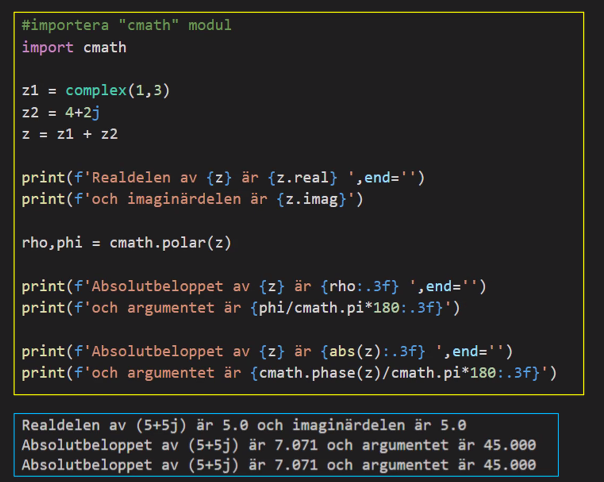 #importera "cmath" modul
import cmath
z1 = complex(1,3)
z2 = 4+2j
z = z1 + z2
print(f'Realdelen av {z} är {z.real} ',end='')
print(f'och imaginärdelen är {z.imag}')
rho,phi = cmath.polar(z)
print(f'Absolutbeloppet av {z} är {rho:.3f} ',end='')
print(f'och argumentet är {phi/cmath.pi*180:.3f}')
print(f'Absolutbeloppet av {z} är {abs(z):.3f} ',end='')
print(f'och argumentet är {cmath.phase(z)/cmath.pi*180:.3f}')
Realdelen av (5+5j) är 5.0 och imaginärdelen är 5.0
Absolutbeloppet av (5+5j) är 7.071 och argumentet är 45.000
Absolutbeloppet av (5+5j) är 7.071 och argumentet är 45.000